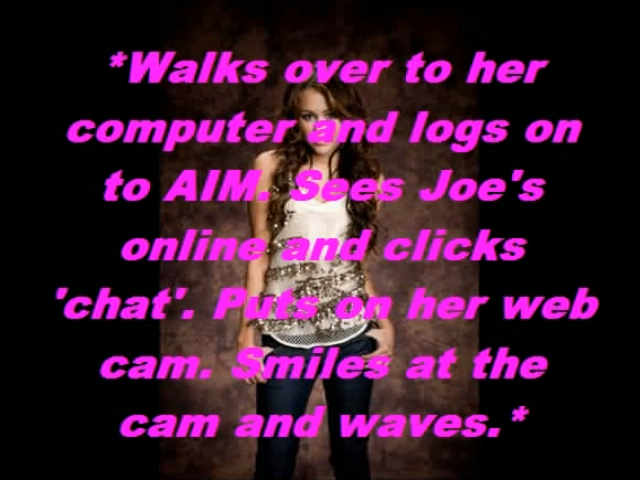 *Walks over to her
computer and logs on
to AIM. Sees Joe's
online and clicks
'chat'. Puts on her web
cam. Smiles at the
cam and waves.*